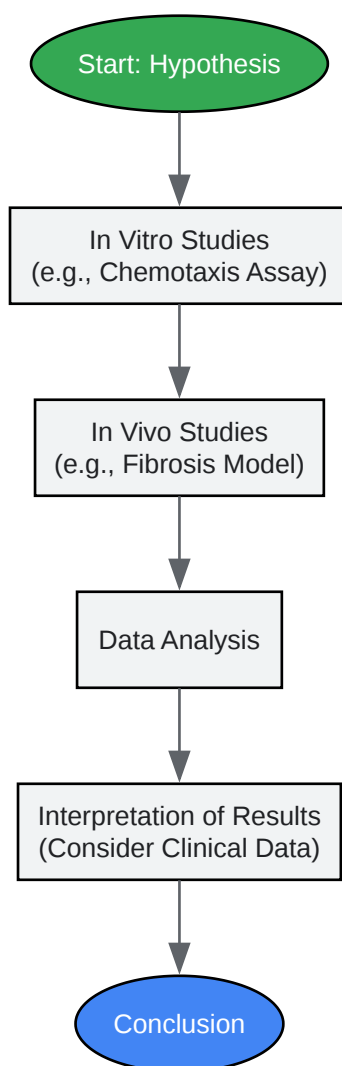 Start: Hypothesis
In Vitro Studies
(e.g., Chemotaxis Assay)
In Vivo Studies
(e.g., Fibrosis Model)
Data Analysis
Interpretation of Results
(Consider Clinical Data)
Conclusion